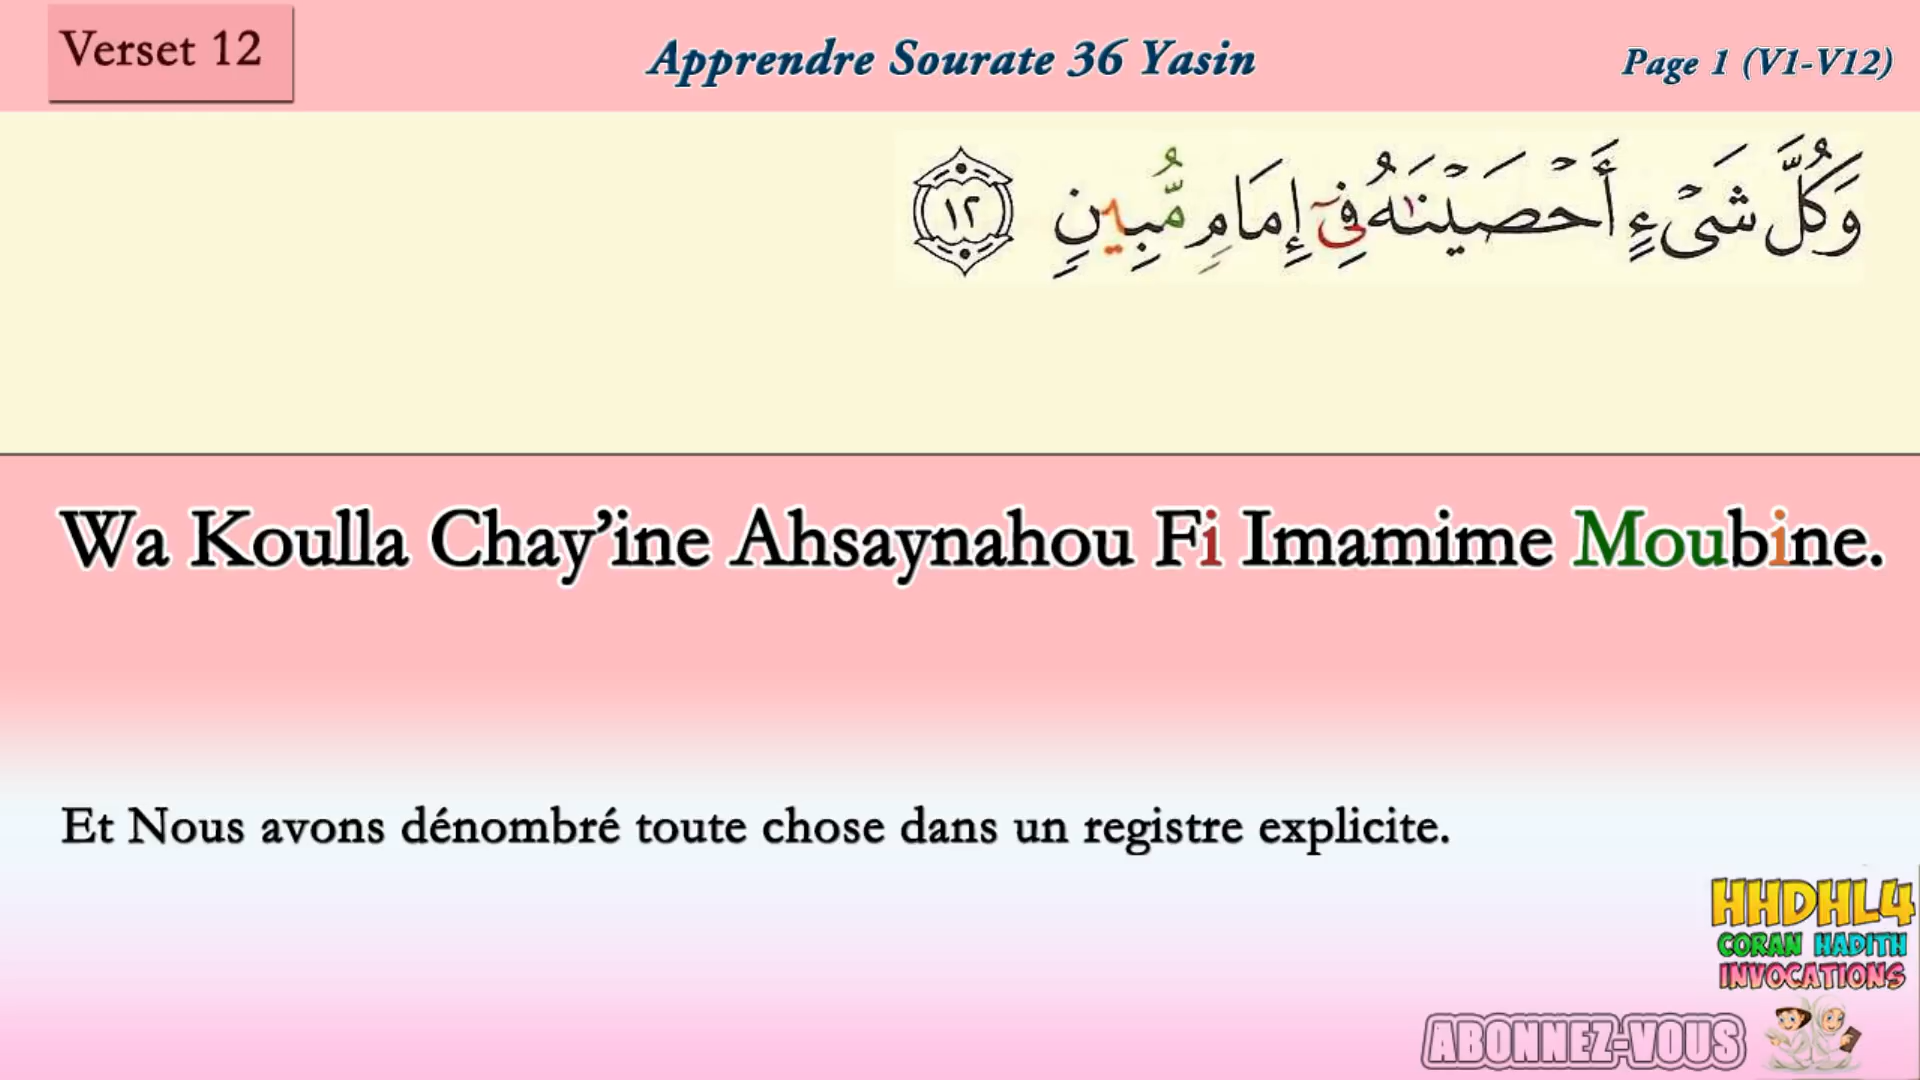 Verset 12
Apprendre Sourate 36 Yasin
Page 1 (V1-V12)
وَكُلَّ شَىْءٍ أَحْصَيْنَٰهُ فِىٓ إِمَامٍ مُّبِينٍ ١٢
Wa Koulla Chay’ine Ahsaynahou Fi Imamime Moubine.
Et Nous avons dénombré toute chose dans un registre explicite.
HHDHL4
CORAN HADITH
INVOCATIONS
ABONNEZ-VOUS